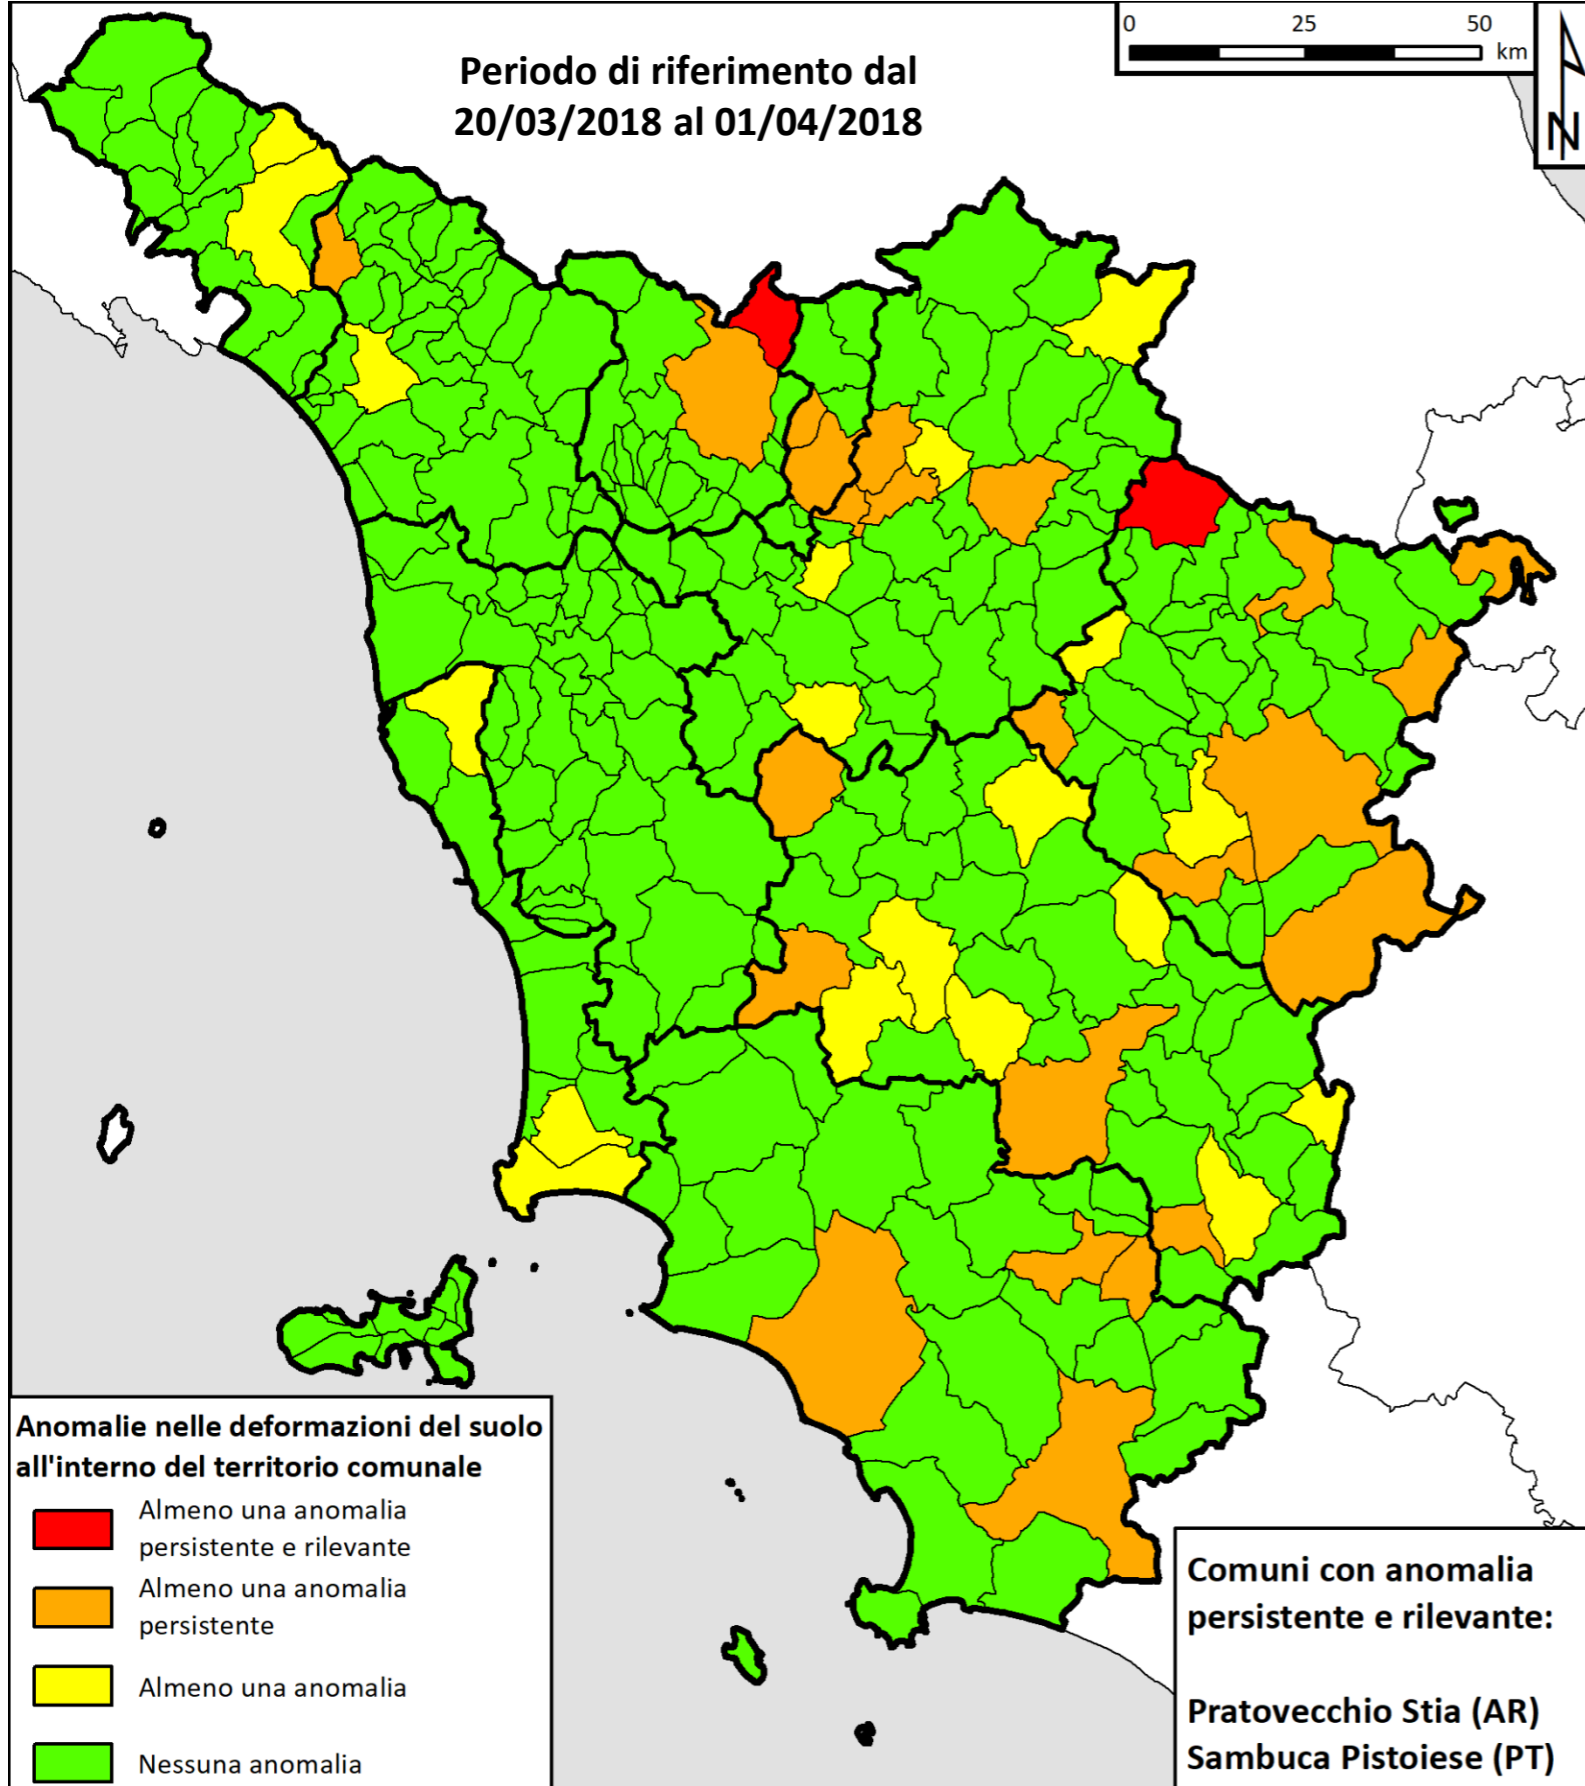 Periodo di riferimento dal
20/03/2018 al 01/04/2018
0 25 50
km
N
Anomalie nelle deformazioni del suolo
all'interno del territorio comunale
Almeno una anomalia
persistente e rilevante
Almeno una anomalia
persistente
Almeno una anomalia
Nessuna anomalia
Comuni con anomalia
persistente e rilevante:
Pratovecchio Stia (AR)
Sambuca Pistoiese (PT)